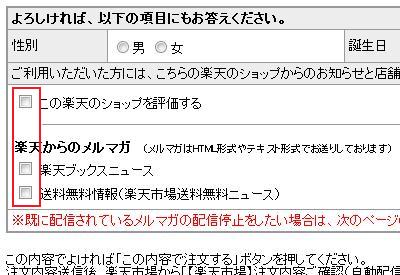 よろしければ、以下の項目にもお答えください。
性別 男 女 誕生日
ご利用いただいた方には、こちらの楽天のショップからのお知らせと店舗
この楽天のショップを評価する
楽天からのメルマガ (メルマガはHTML形式やテキスト形式でお送りしております)
楽天ブックスニュース
送料無料情報(楽天市場送料無料ニュース)
※既に配信されているメルマガの配信停止をしたい場合は、次のページの
この内容でよければ「この内容で注文する」ボタンを押してください。
注文内容送信後、楽天市場から「【楽天市場】注文内容ご確認(自動配信